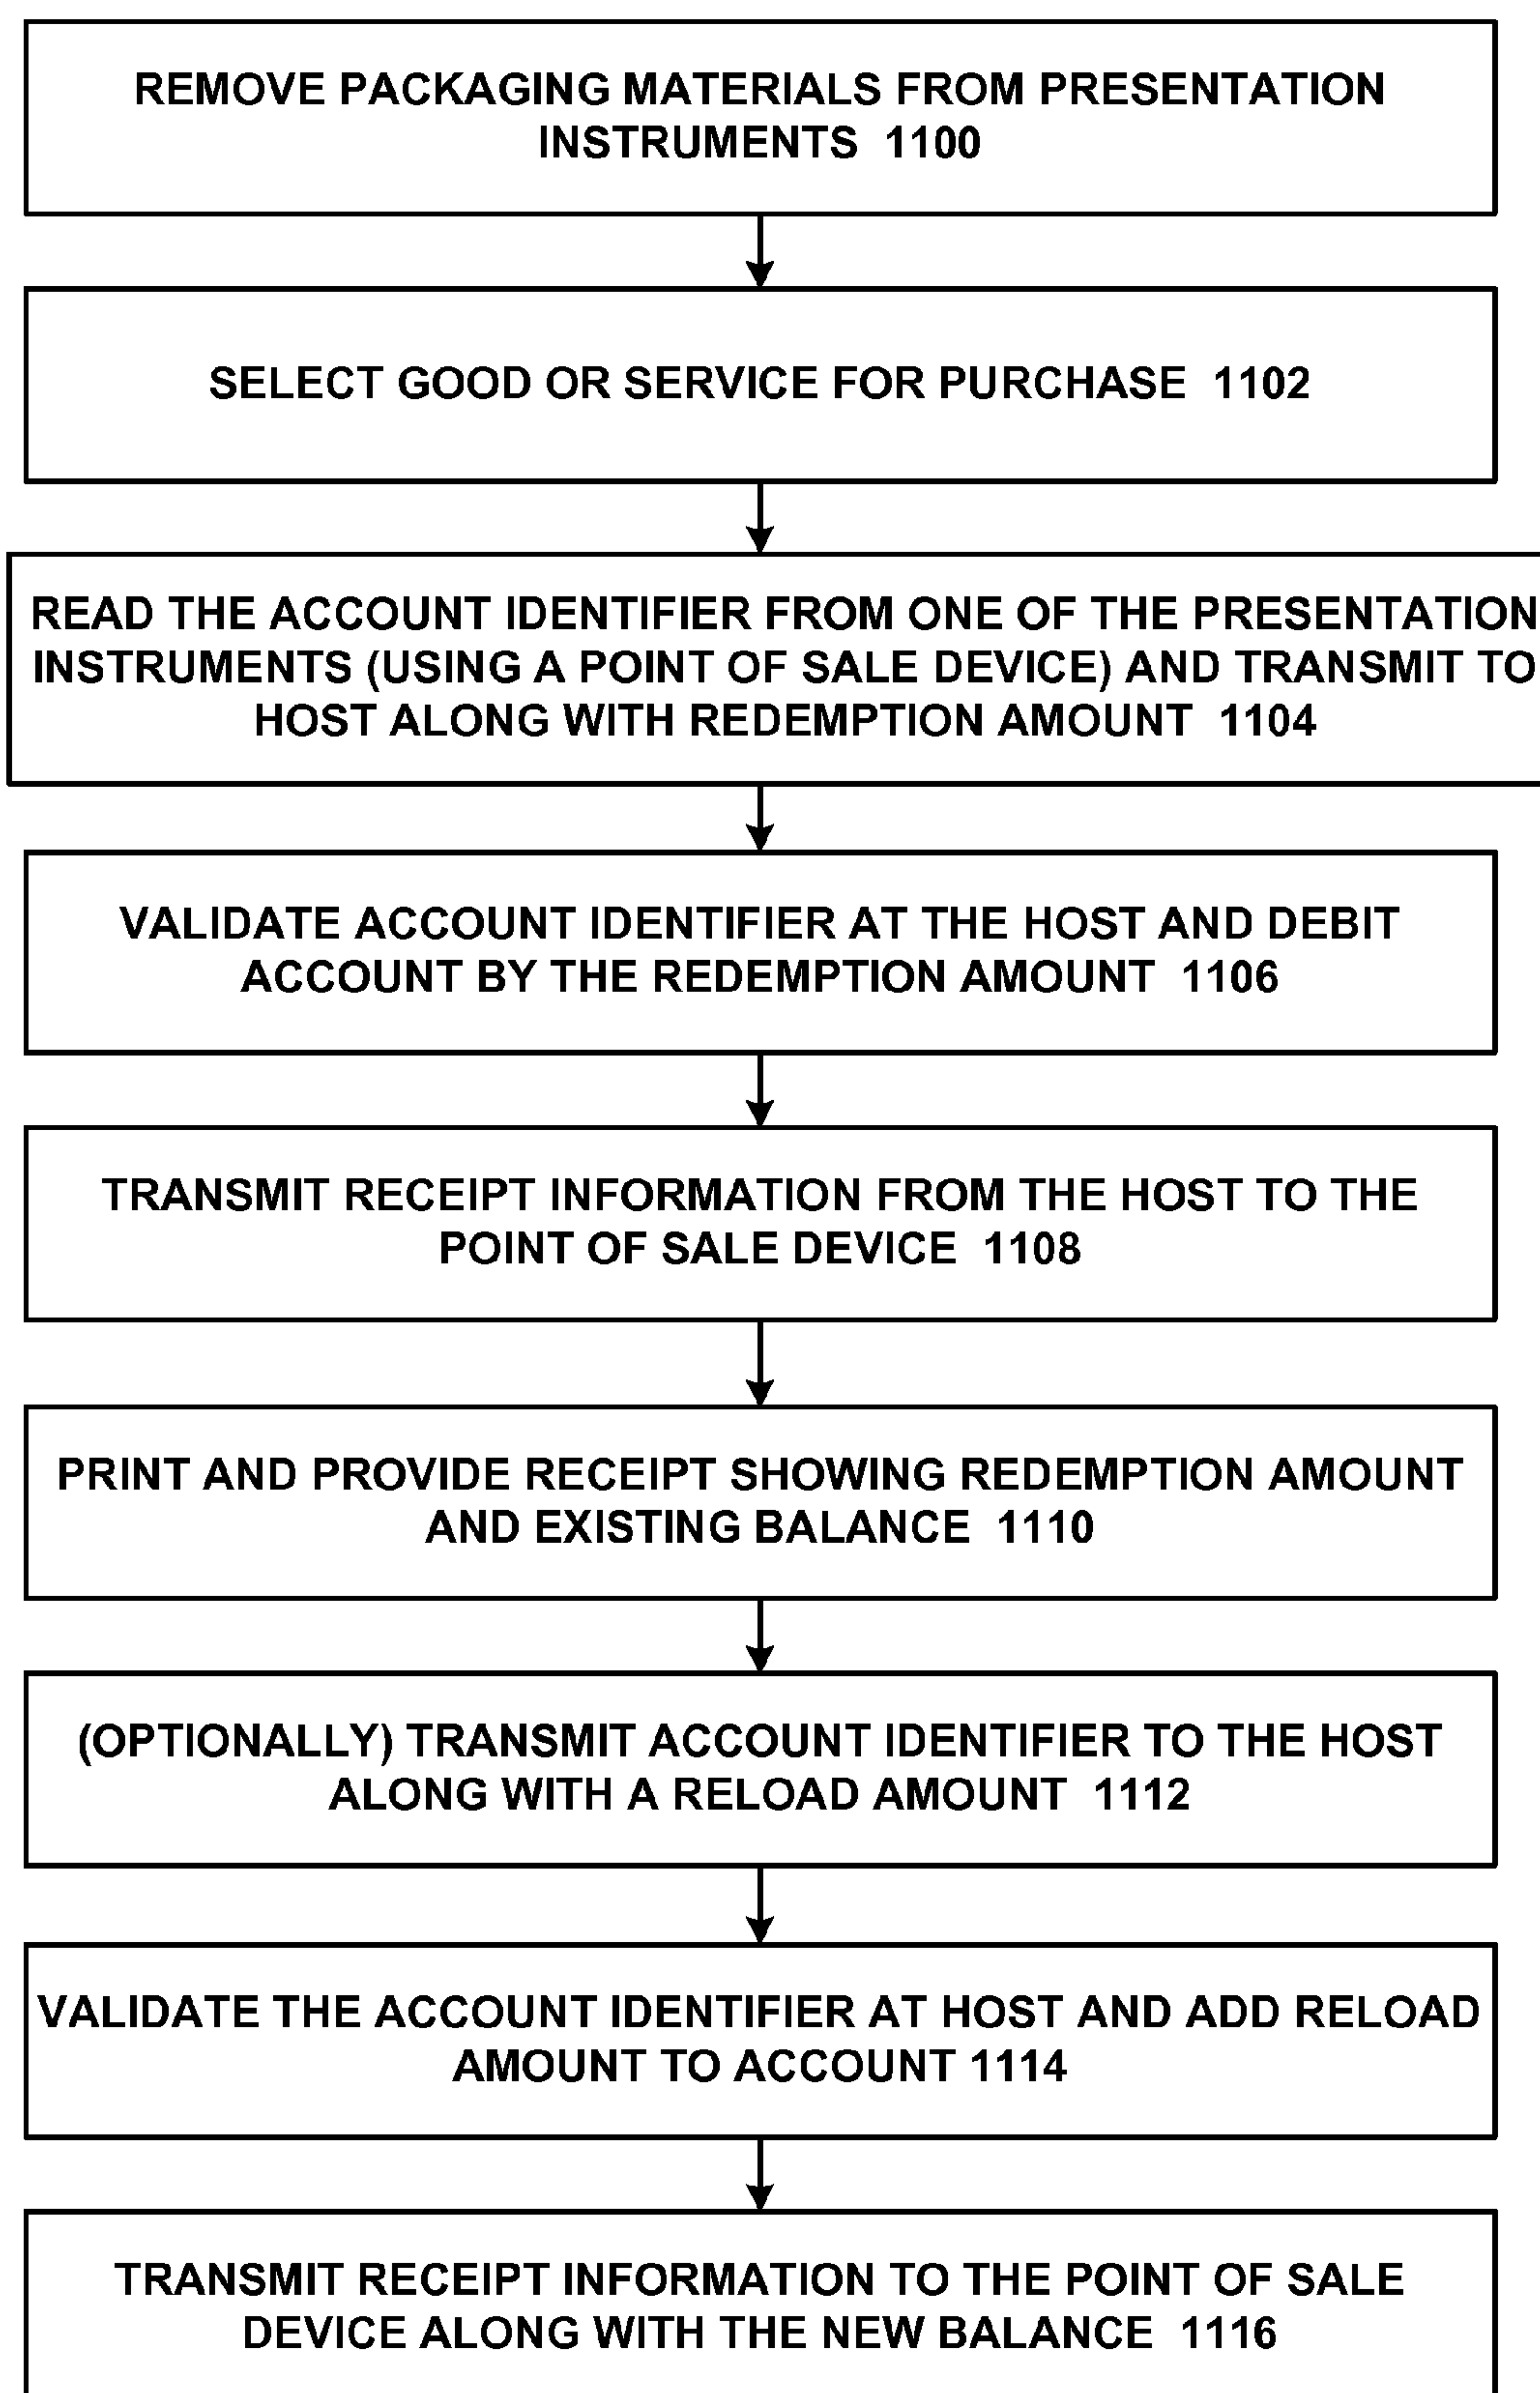 REMOVE PACKAGING MATERIALS FROM PRESENTATION
INSTRUMENTS 1100
SELECT GOOD OR SERVICE FOR PURCHASE 1102
READ THE ACCOUNT IDENTIFIER FROM ONE OF THE PRESENTATION
INSTRUMENTS (USING A POINT OF SALE DEVICE) AND TRANSMIT TO
HOST ALONG WITH REDEMPTION AMOUNT 1104
VALIDATE ACCOUNT IDENTIFIER AT THE HOST AND DEBIT
ACCOUNT BY THE REDEMPTION AMOUNT 1106
TRANSMIT RECEIPT INFORMATION FROM THE HOST TO THE
POINT OF SALE DEVICE 1108
PRINT AND PROVIDE RECEIPT SHOWING REDEMPTION AMOUNT
AND EXISTING BALANCE 1110
(OPTIONALLY) TRANSMIT ACCOUNT IDENTIFIER TO THE HOST
ALONG WITH A RELOAD AMOUNT 1112
VALIDATE THE ACCOUNT IDENTIFIER AT HOST AND ADD RELOAD
AMOUNT TO ACCOUNT 1114
TRANSMIT RECEIPT INFORMATION TO THE POINT OF SALE
DEVICE ALONG WITH THE NEW BALANCE 1116